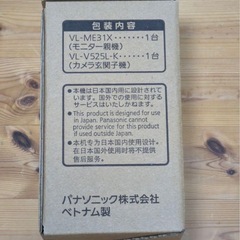 包装内容
VL-ME31X・・・・・・・1台
(モニター親機)
VL-V525L-K・・・・・1台
(カメラ玄関子機)
●本機は日本国内用に設計されて
います。国外での使用に対する
サービスはいたしかねます。
●This product is designed for use
in Japan. Panasonic cannot
provide service for this product
if used outside Japan.
●本机专为日本国内使用设计。
在日本国外使用时将不提供
售后服务。
パナソニック株式会社
ベトナム製